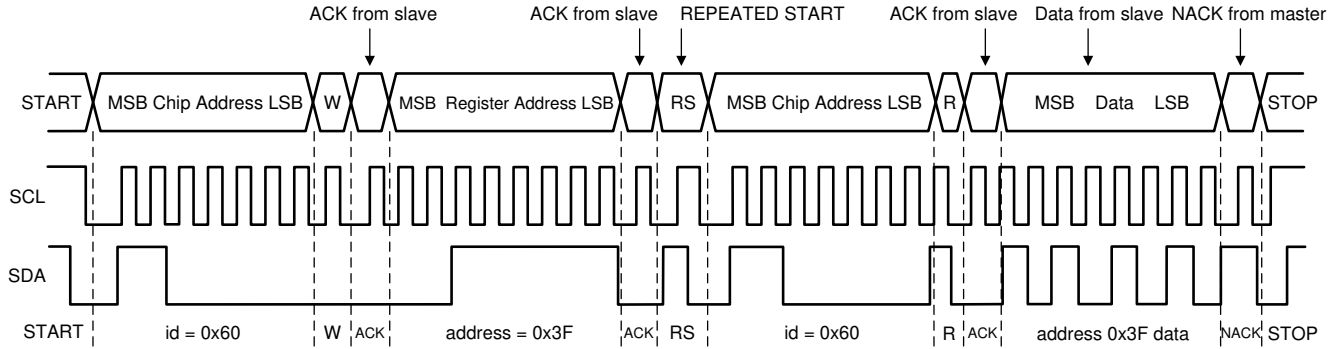 ACK from slave ACK from slave REPEATED START ACK from slave Data from slave NACK from master
START MSB Chip Address LSB W MSB Register Address LSB RS MSB Chip Address LSB R MSB Data LSB STOP
SCL
SDA
START id = 0x60 W ACK address = 0x3F ACK RS id = 0x60 R ACK address 0x3F data NACK STOP